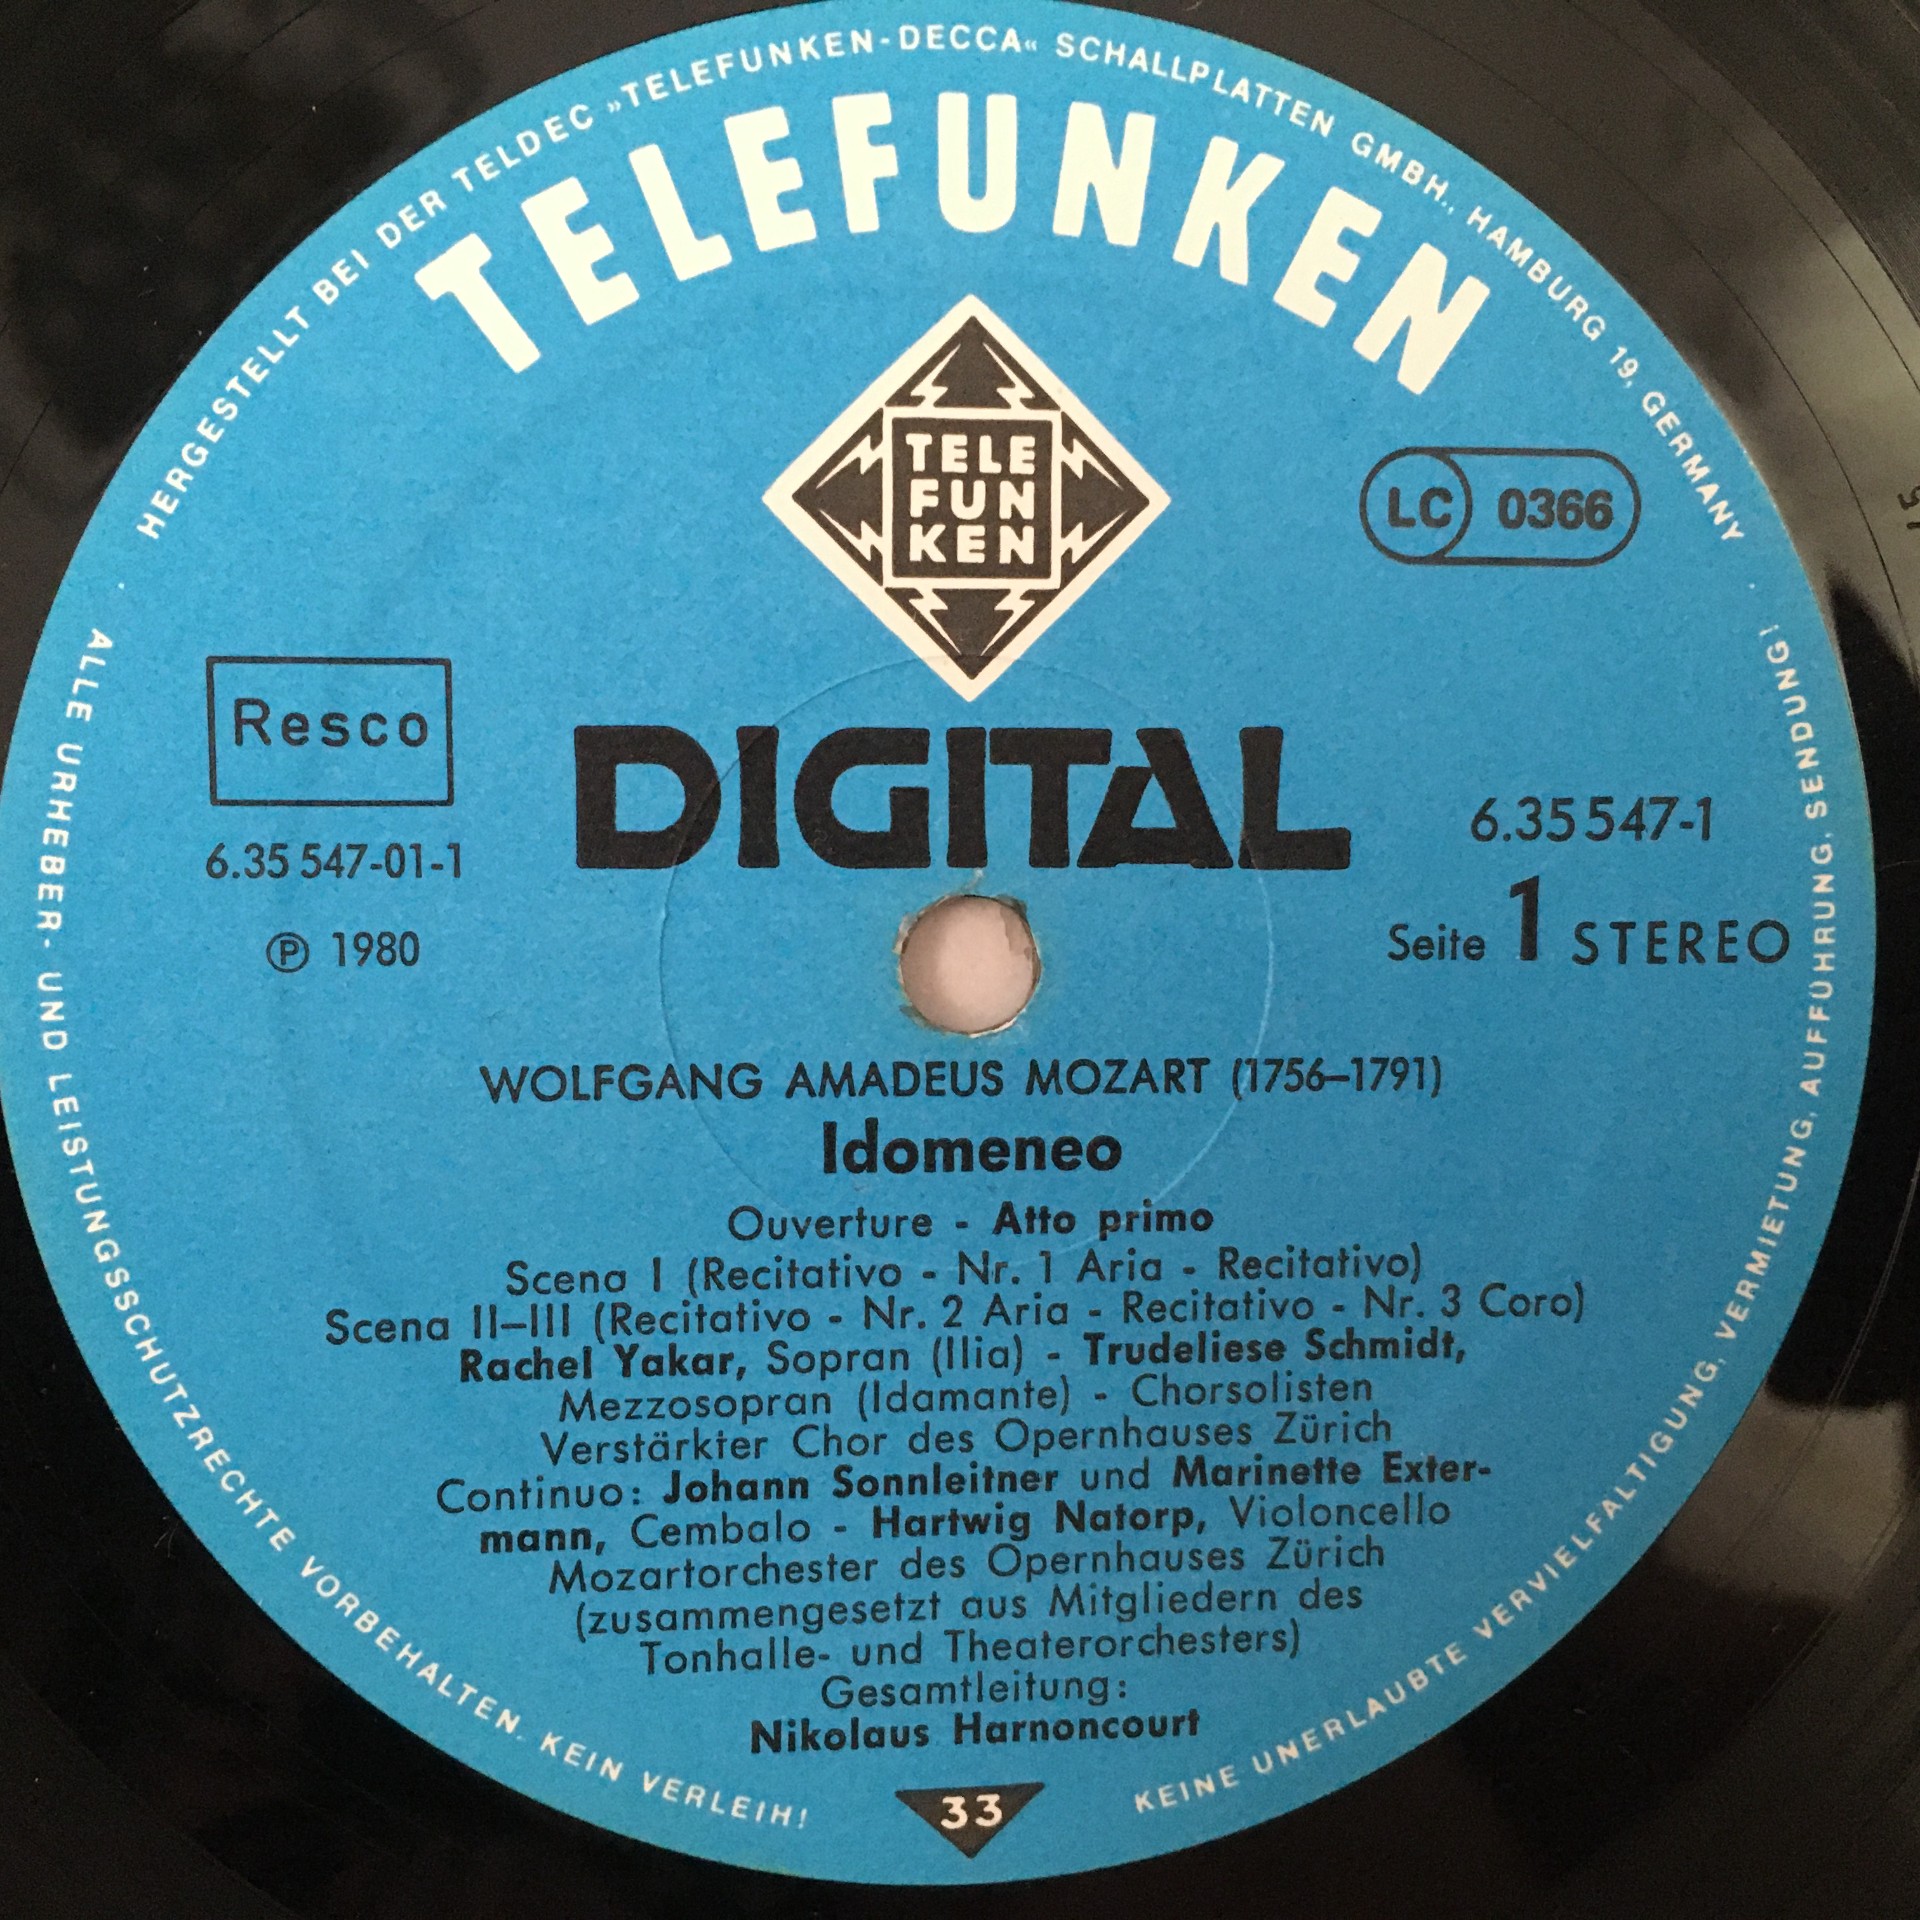 HERGESTELLT BEI DER TELDEC »TELEFUNKEN-DECCA« SCHALLPLATTEN GMBH., HAMBURG 19, GERMANY
TELEFUNKEN
TELE
FUN
KEN
LC 0366
Resco
DIGITAL
6.35 547-01-1
6.35 547-1
℗ 1980
Seite 1 STEREO
WOLFGANG AMADEUS MOZART (1756–1791)
Idomeneo
Ouverture - Atto primo
Scena I (Recitativo - Nr. 1 Aria - Recitativo)
Scena II–III (Recitativo - Nr. 2 Aria - Recitativo - Nr. 3 Coro)
Rachel Yakar, Sopran (Ilia) - Trudeliese Schmidt,
Mezzosopran (Idamante) - Chorsolisten
Verstärkter Chor des Opernhauses Zürich
Continuo: Johann Sonnleitner und Marinette Exter-
mann, Cembalo - Hartwig Natorp, Violoncello
Mozartorchester des Opernhauses Zürich
(zusammengesetzt aus Mitgliedern des
Tonhalle- und Theaterorchesters)
Gesamtleitung:
Nikolaus Harnoncourt
33
ALLE URHEBER- UND LEISTUNGSSCHUTZRECHTE VORBEHALTEN. KEIN VERLEIH!
KEINE UNERLAUBTE VERVIELFÄLTIGUNG, VERMIETUNG, AUFFÜHRUNG, SENDUNG!